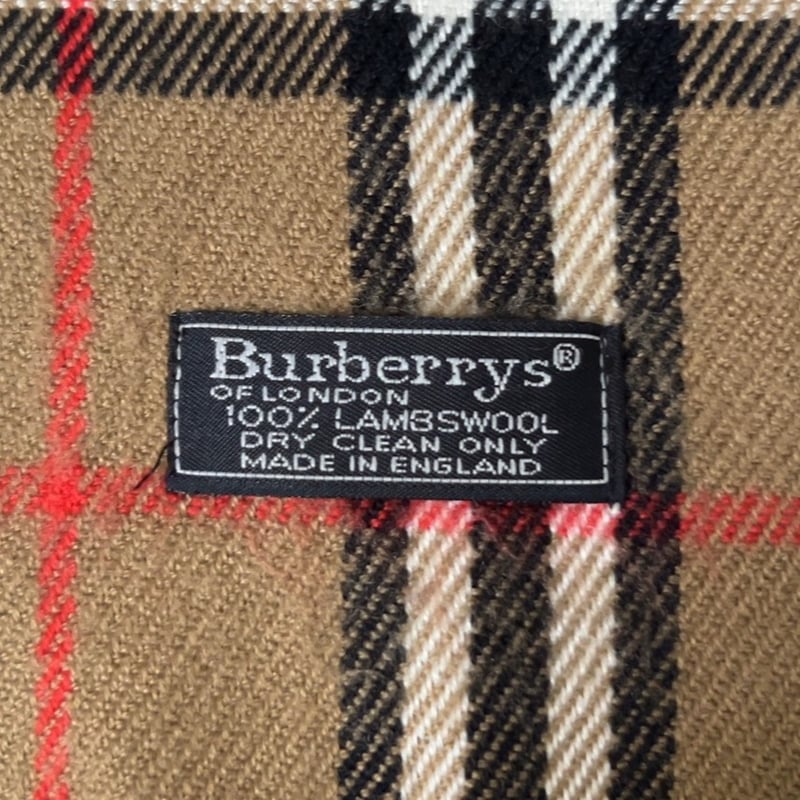 Burberrys®
OF LONDON
100% LAMBSWOOL
DRY CLEAN ONLY
MADE IN ENGLAND